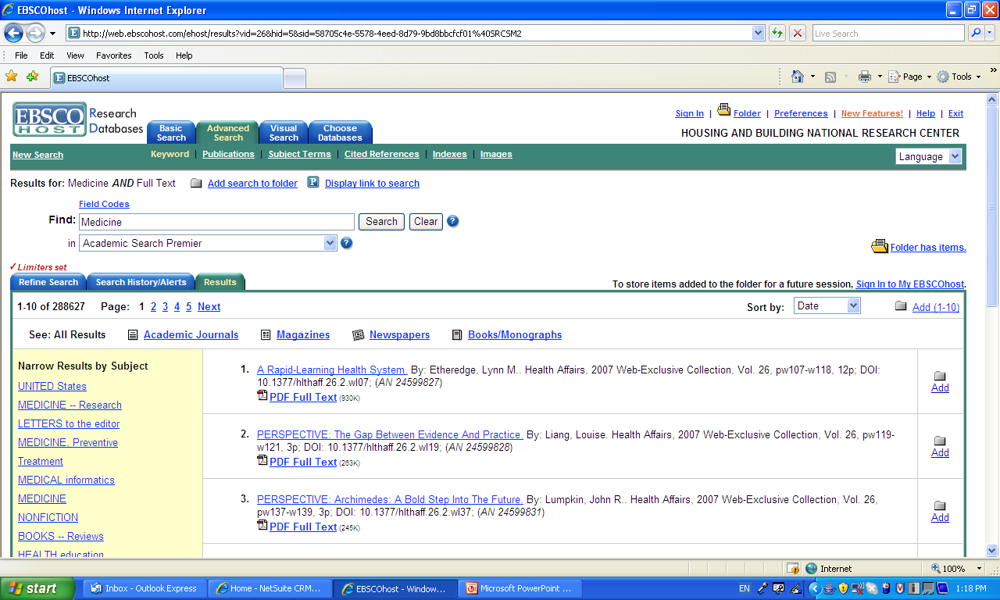 EBSCOhost - Windows Internet Explorer
http://web.ebscohost.com/ehost/results?vid=26&hid=5&sid=58705c4e-5578-4eed-8d79-9bd8bbcfcf01%40SRCSM2
Live Search
File Edit View Favorites Tools Help
EBSCOhost
Page Tools
EBSCO HOST Research Databases
Basic Search
Advanced Search
Visual Search
Choose Databases
Sign In | Folder | Preferences | New Features! | Help | Exit
HOUSING AND BUILDING NATIONAL RESEARCH CENTER
New Search
Keyword | Publications | Subject Terms | Cited References | Indexes | Images
Language
Results for: Medicine AND Full Text Add search to folder Display link to search
Field Codes
Find: Medicine Search Clear ?
in Academic Search Premier ?
Folder has items.
✓Limiters set
Refine Search Search History/Alerts Results
To store items added to the folder for a future session, Sign In to My EBSCOhost.
1-10 of 288627 Page: 1 2 3 4 5 Next
Sort by: Date Add (1-10)
See: All Results Academic Journals Magazines Newspapers Books/Monographs
Narrow Results by Subject
UNITED States
MEDICINE -- Research
LETTERS to the editor
MEDICINE, Preventive
Treatment
MEDICAL informatics
MEDICINE
NONFICTION
BOOKS -- Reviews
HEALTH education
1. A Rapid-Learning Health System. By: Etheredge, Lynn M.. Health Affairs, 2007 Web-Exclusive Collection, Vol. 26, pw107-w118, 12p; DOI:
10.1377/hlthaff.26.2.wl07; (AN 24599827)
PDF Full Text (930K)
Add
2. PERSPECTIVE: The Gap Between Evidence And Practice. By: Liang, Louise. Health Affairs, 2007 Web-Exclusive Collection, Vol. 26, pw119-
w121, 3p; DOI: 10.1377/hlthaff.26.2.wl19; (AN 24599828)
PDF Full Text (263K)
Add
3. PERSPECTIVE: Archimedes: A Bold Step Into The Future. By: Lumpkin, John R.. Health Affairs, 2007 Web-Exclusive Collection, Vol. 26,
pw137-w139, 3p; DOI: 10.1377/hlthaff.26.2.wl37; (AN 24599831)
PDF Full Text (245K)
Add
Internet 100%
start Inbox - Outlook Express Home - NetSuite CRM... EBSCOhost - Window... Microsoft PowerPoint ... EN 1:18 PM